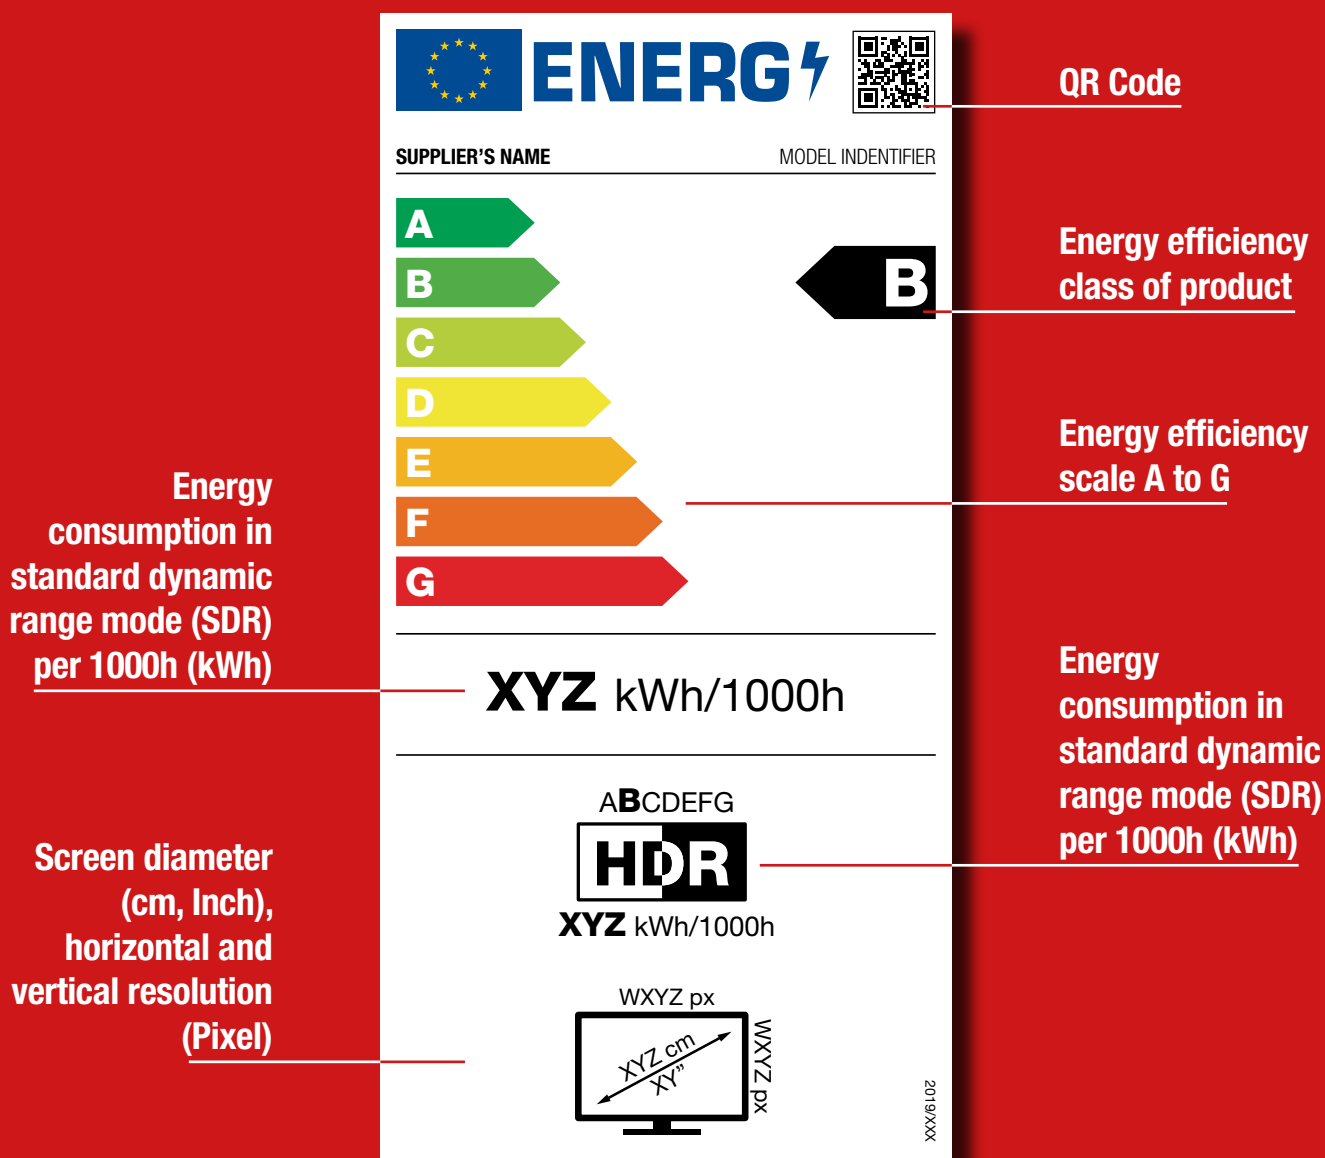 ENERG
QR Code
SUPPLIER'S NAME
MODEL INDENTIFIER
A
B
C
D
E
F
G
B
Energy efficiency
class of product
Energy efficiency
scale A to G
Energy
consumption in
standard dynamic
range mode (SDR)
per 1000h (kWh)
XYZ kWh/1000h
Energy
consumption in
standard dynamic
range mode (SDR)
per 1000h (kWh)
ABCDEFG
HDR
XYZ kWh/1000h
Screen diameter
(cm, Inch),
horizontal and
vertical resolution
(Pixel)
WXYZ px
XYZ cm
XY”
WXYZ px
2019/XXX